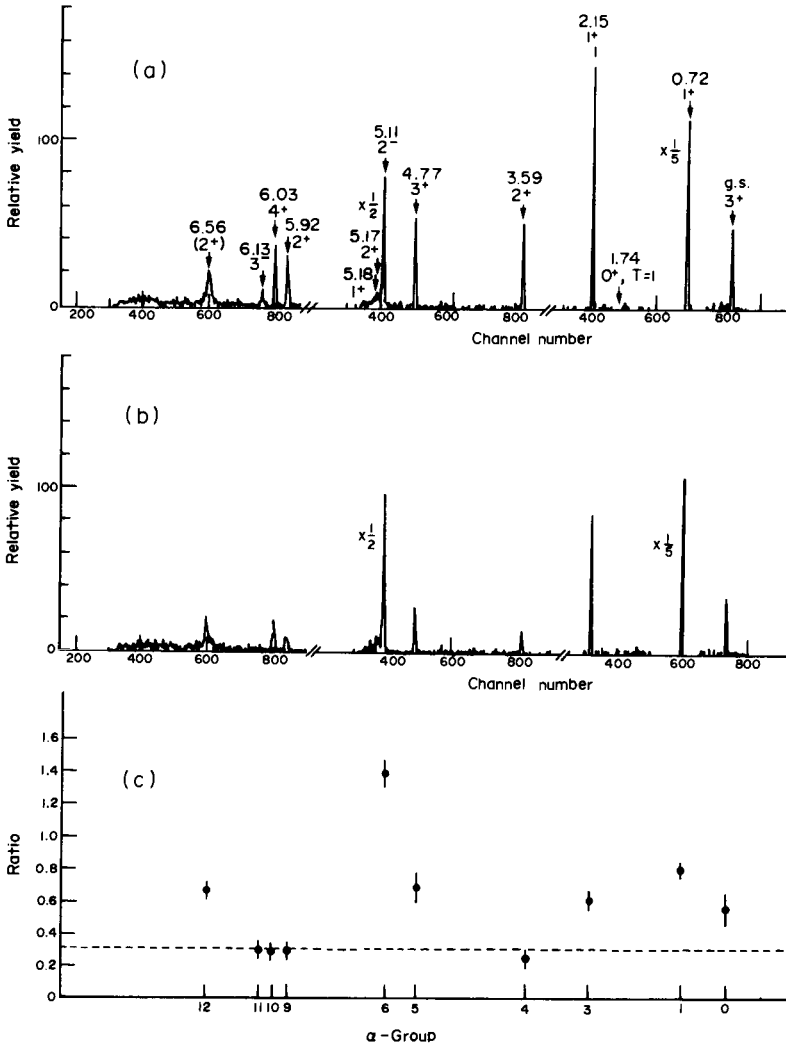 (a)
Relative yield
100
0
6.56
(2⁺)
6.13
3⁻
6.03
4⁺
5.92
2⁺
x 1/2
5.18
1⁺
5.17
2⁺
5.11
2⁻
4.77
3⁺
3.59
2⁺
2.15
1⁺
1.74
0⁺, T=1
x 1/5
0.72
1⁺
g.s.
3⁺
200 400 600 800 400 600 800 400 600 800
Channel number
(b)
Relative yield
100
0
x 1/2
x 1/5
200 400 600 800 400 600 800 400 600 800
Channel number
(c)
Ratio
1.6
1.4
1.2
1.0
0.8
0.6
0.4
0.2
0
12 11 10 9 6 5 4 3 1 0
α-Group